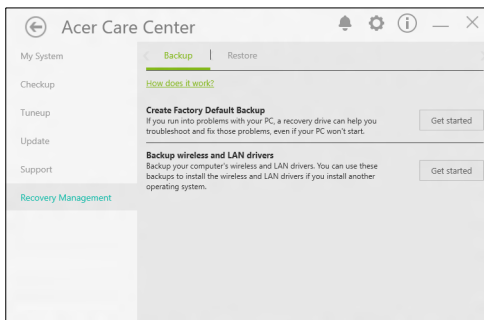 Acer Care Center
My System
Checkup
Tuneup
Update
Support
Recovery Management
Backup
Restore
How does it work?
Create Factory Default Backup
If you run into problems with your PC, a recovery drive can help you
troubleshoot and fix those problems, even if your PC won't start.
Get started
Backup wireless and LAN drivers
Backup your computer's wireless and LAN drivers. You can use these
backups to install the wireless and LAN drivers if you install another
operating system.
Get started